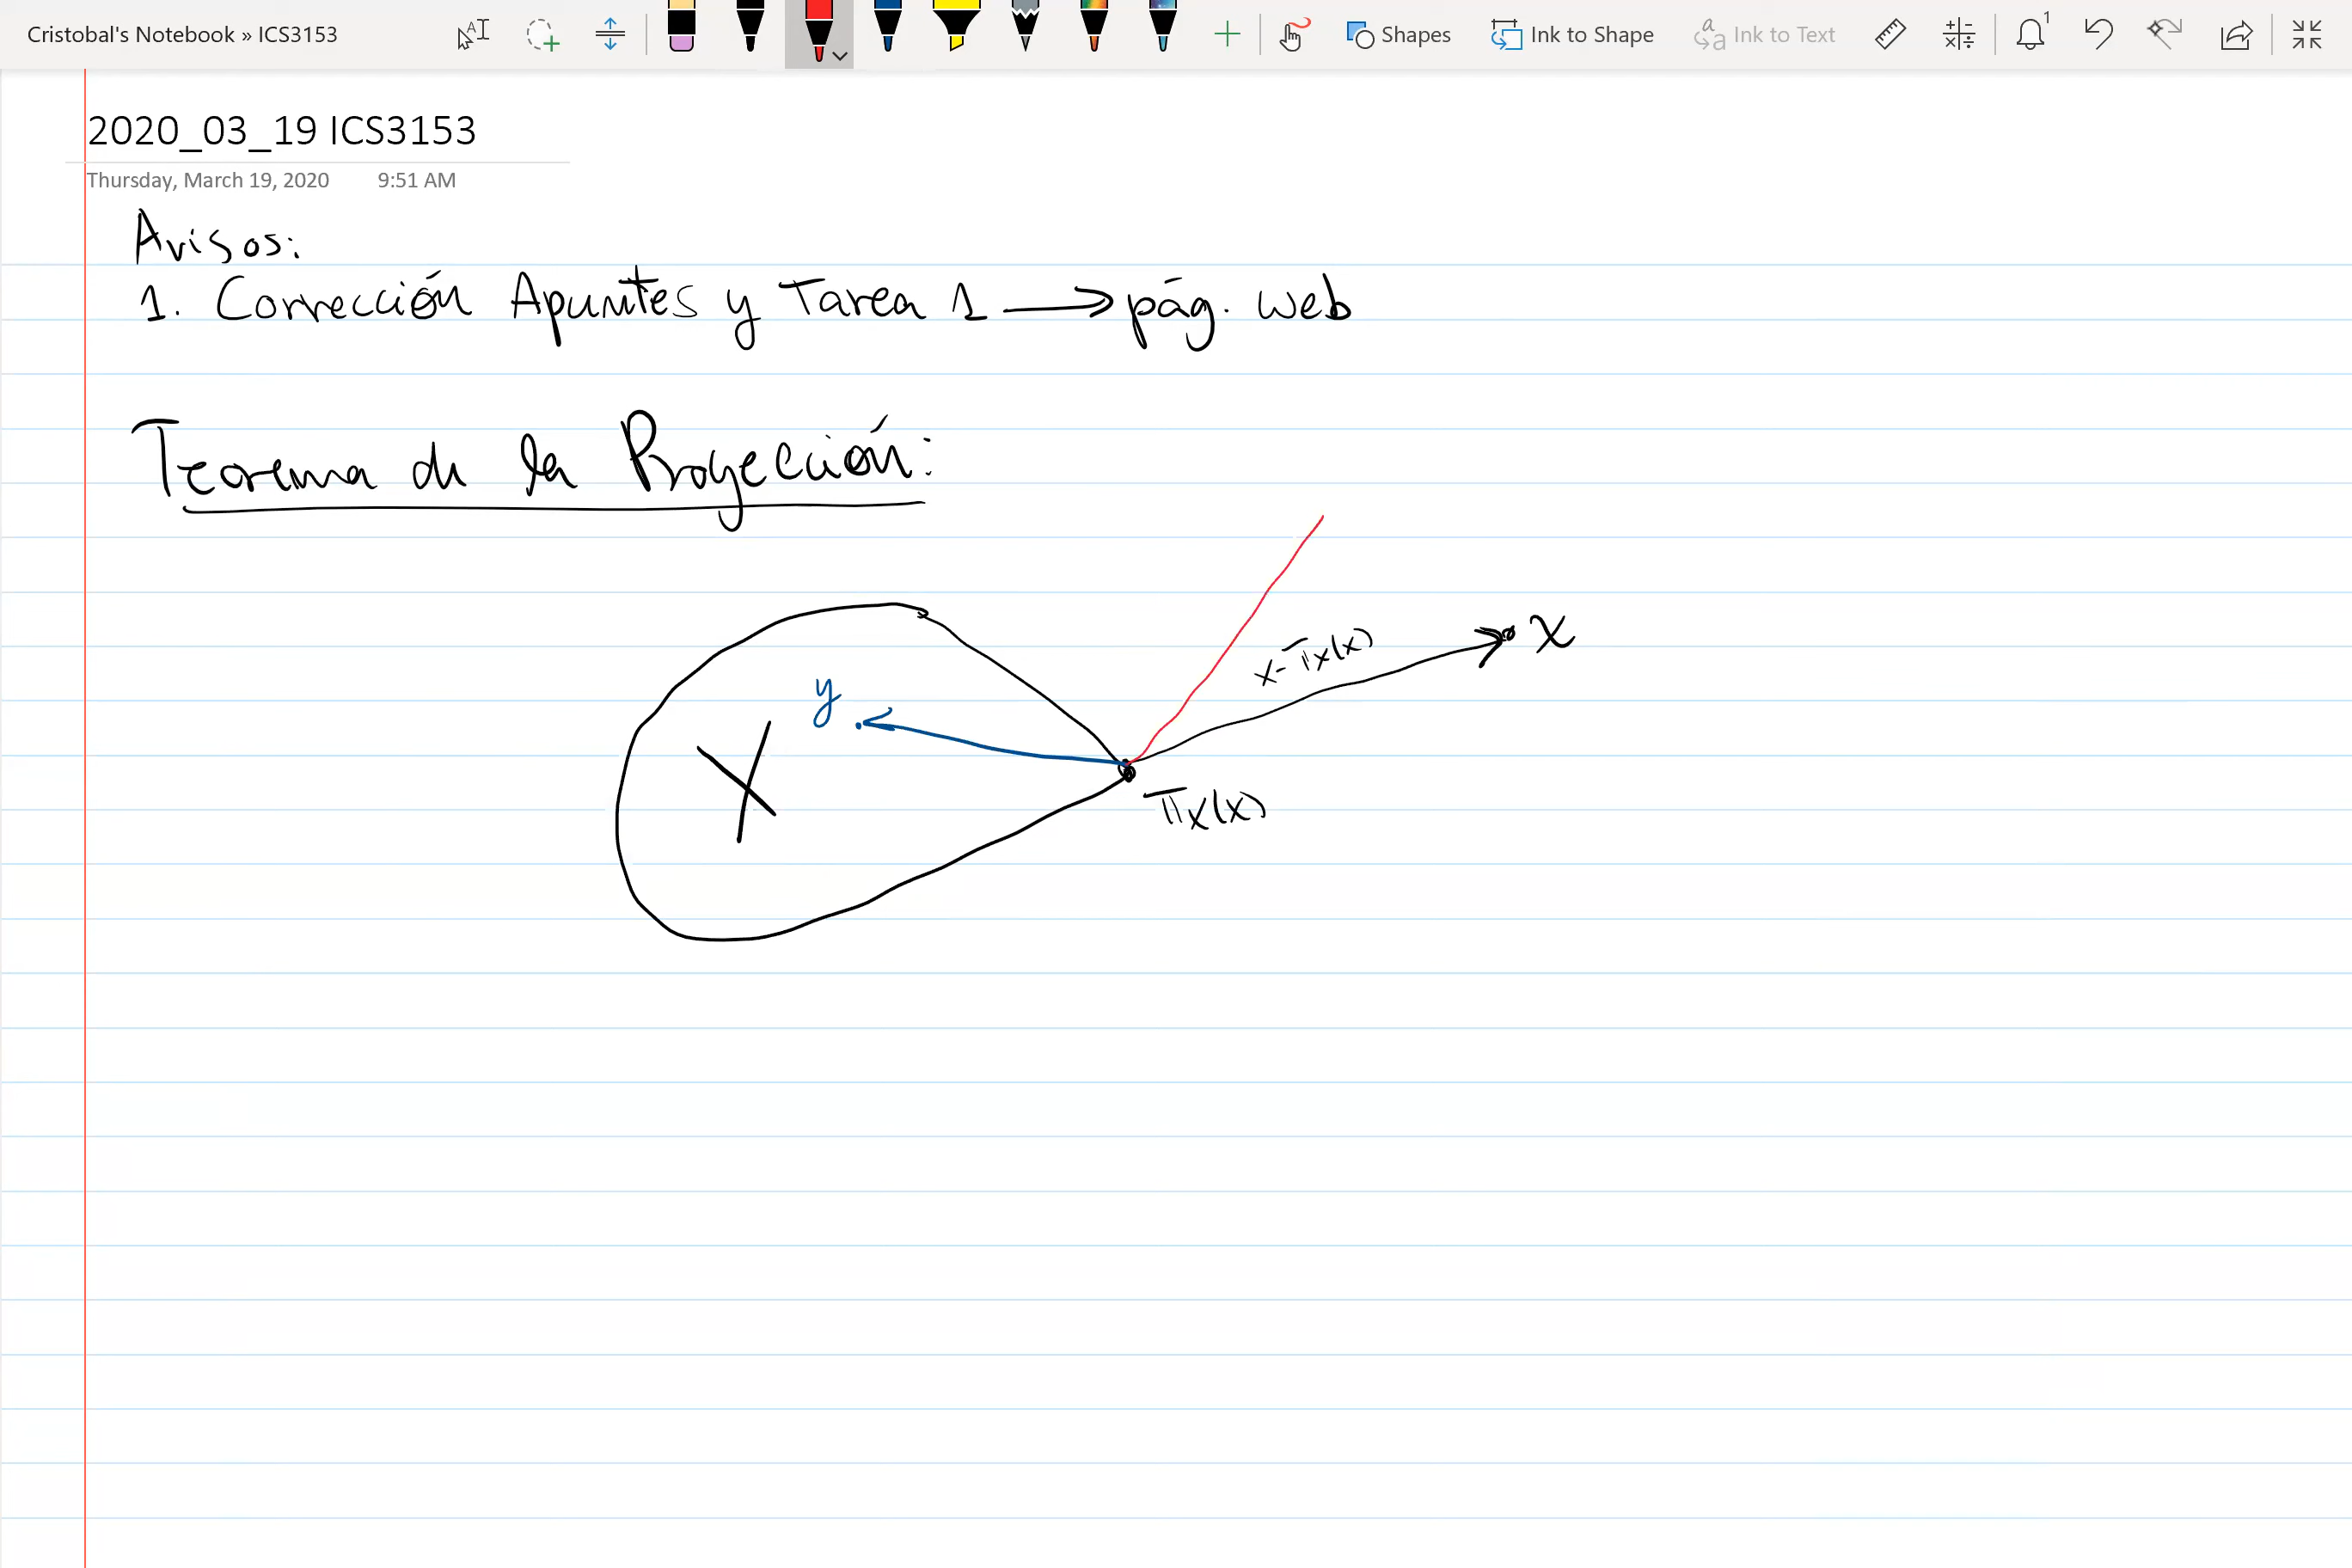 Cristobal's Notebook » ICS3153
Shapes
Ink to Shape
Ink to Text
1
2020_03_19 ICS3153
Thursday, March 19, 2020 9:51 AM
Avisos:
1. Corrección Apuntes y Tarea 1 → pág. web
Teorema de la Proyección:
x
x-πX(x)
y
X
πX(x)